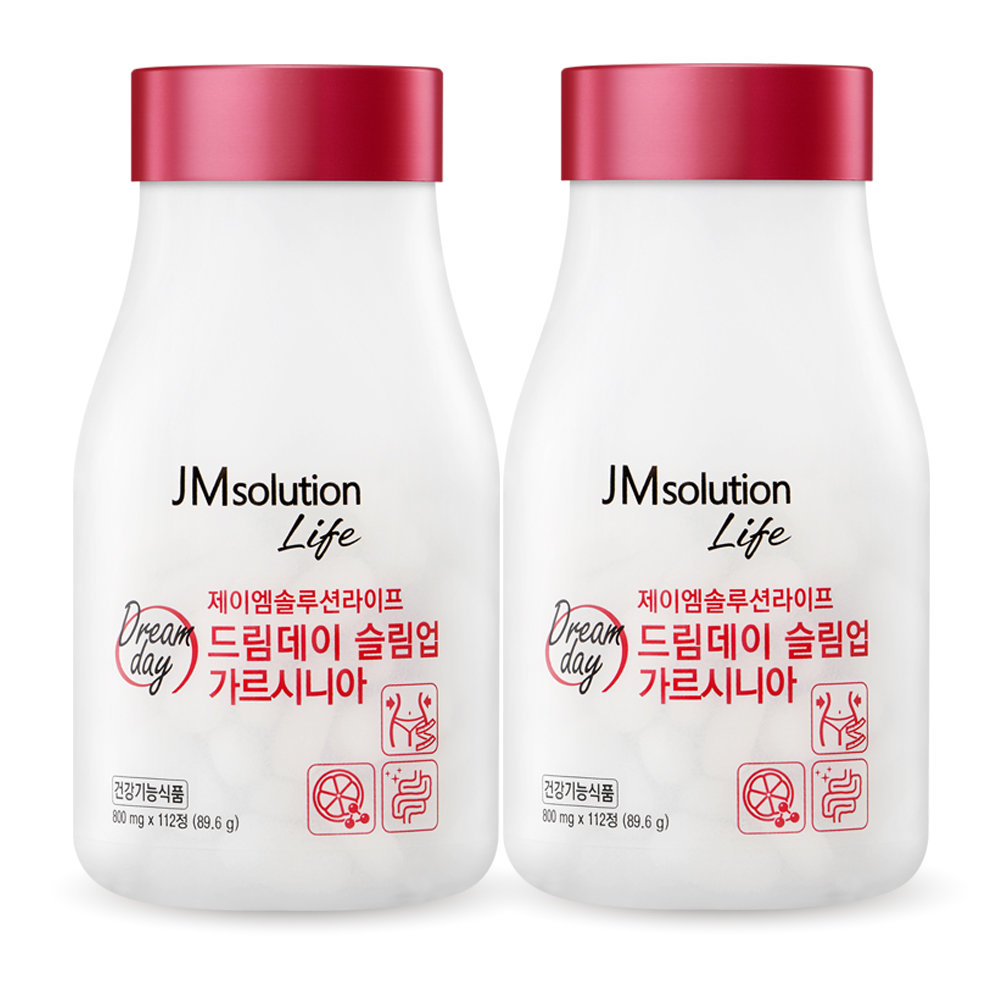 JMsolution
Life
Dream
day
제이엠솔루션라이프
드림데이 슬림업
가르시니아
건강기능식품
800 mg x 112정 (89.6 g)
JMsolution
Life
Dream
day
제이엠솔루션라이프
드림데이 슬림업
가르시니아
건강기능식품
800 mg x 112정 (89.6 g)